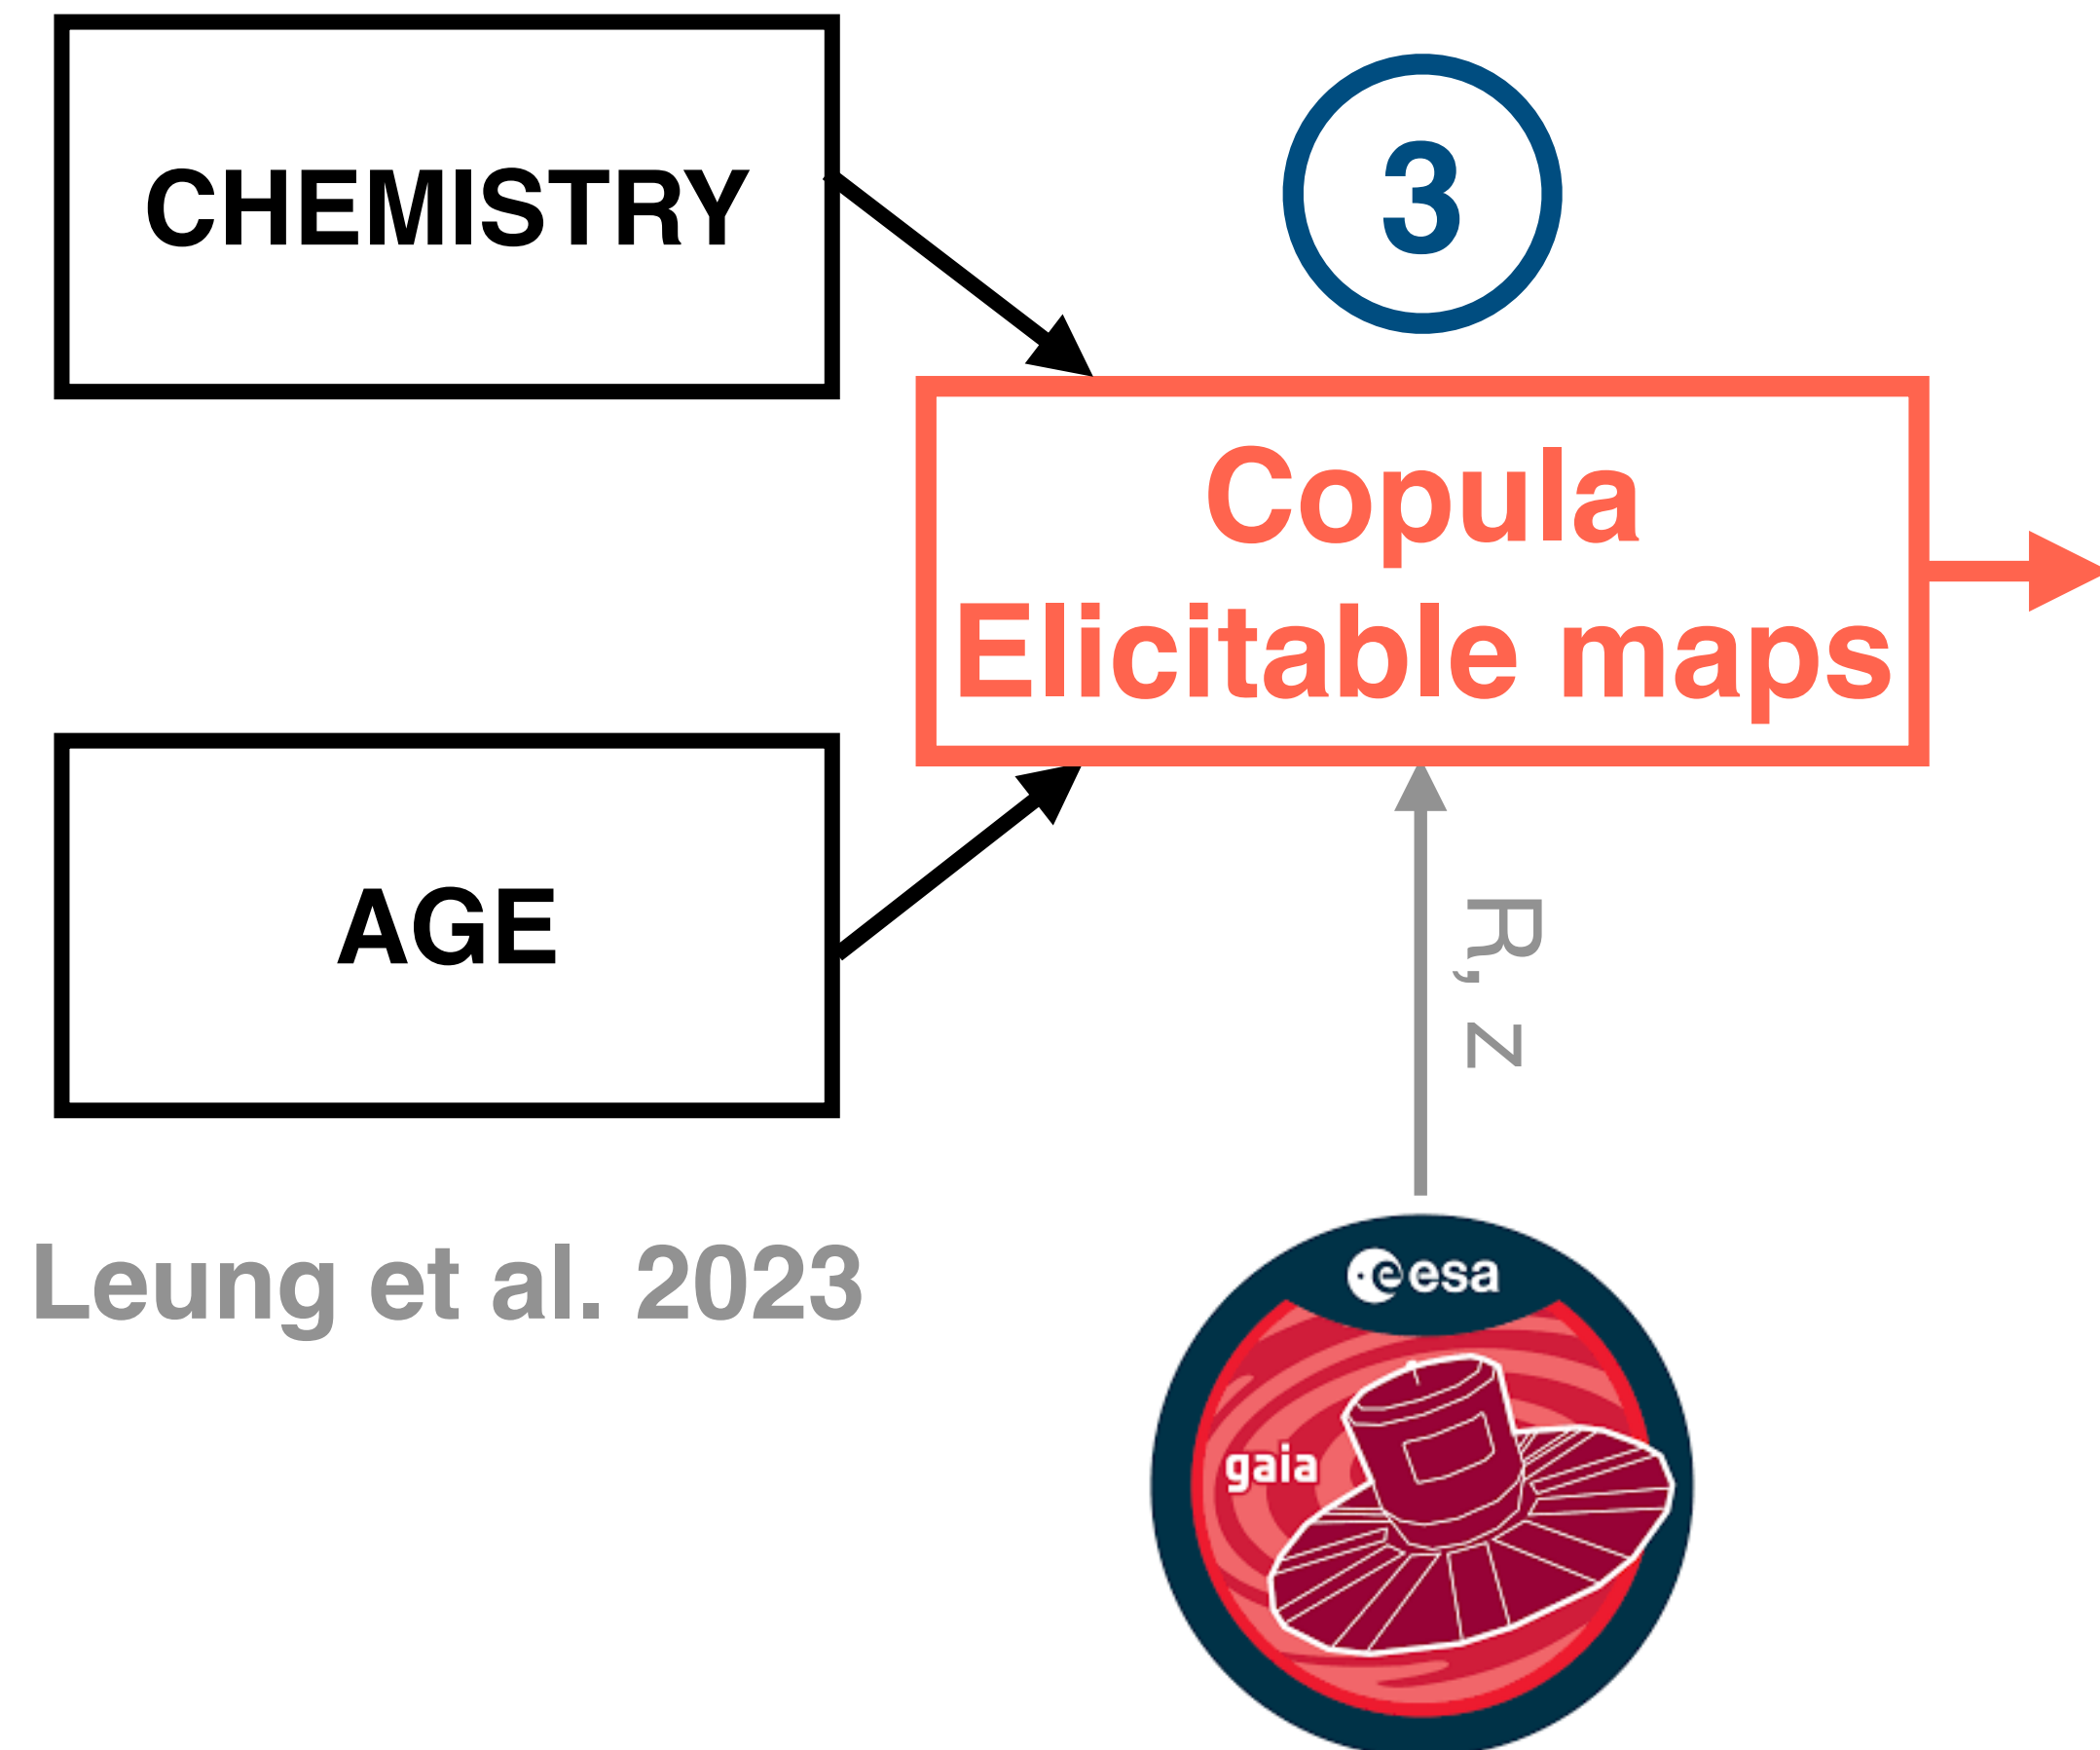 CHEMISTRY
3
Copula
Elicitable maps
AGE
R, z
Leung et al. 2023
esa
gaia